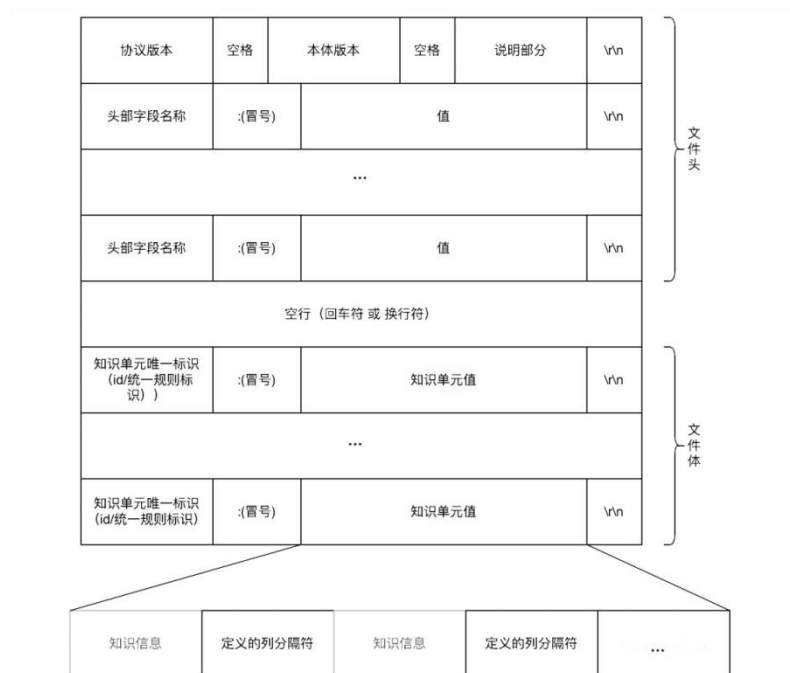 协议版本 空格 本体版本 空格 说明部分 \r\n
头部字段名称 :(冒号) 值 \r\n
...
头部字段名称 :(冒号) 值 \r\n
文件头
空行（回车符 或 换行符）
知识单元唯一标识（id/统一规则标识）） :(冒号) 知识单元值 \r\n
...
知识单元唯一标识（id/统一规则标识） :(冒号) 知识单元值 \r\n
文件体
知识信息 定义的列分隔符 知识信息 定义的列分隔符 ...